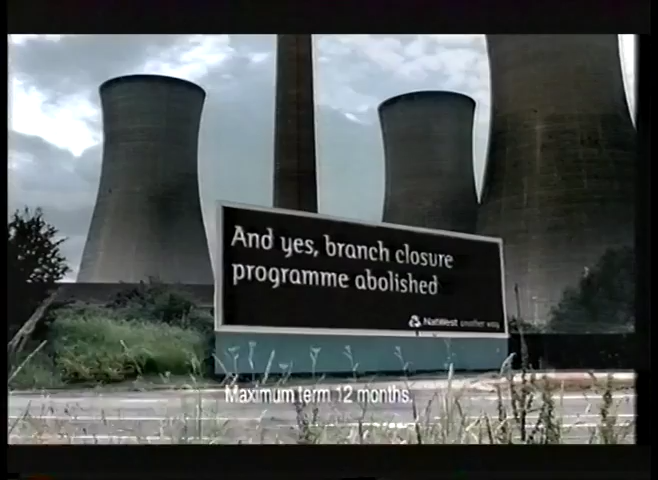 And yes, branch closure
programme abolished
NatWest another way
Maximum term 12 months.